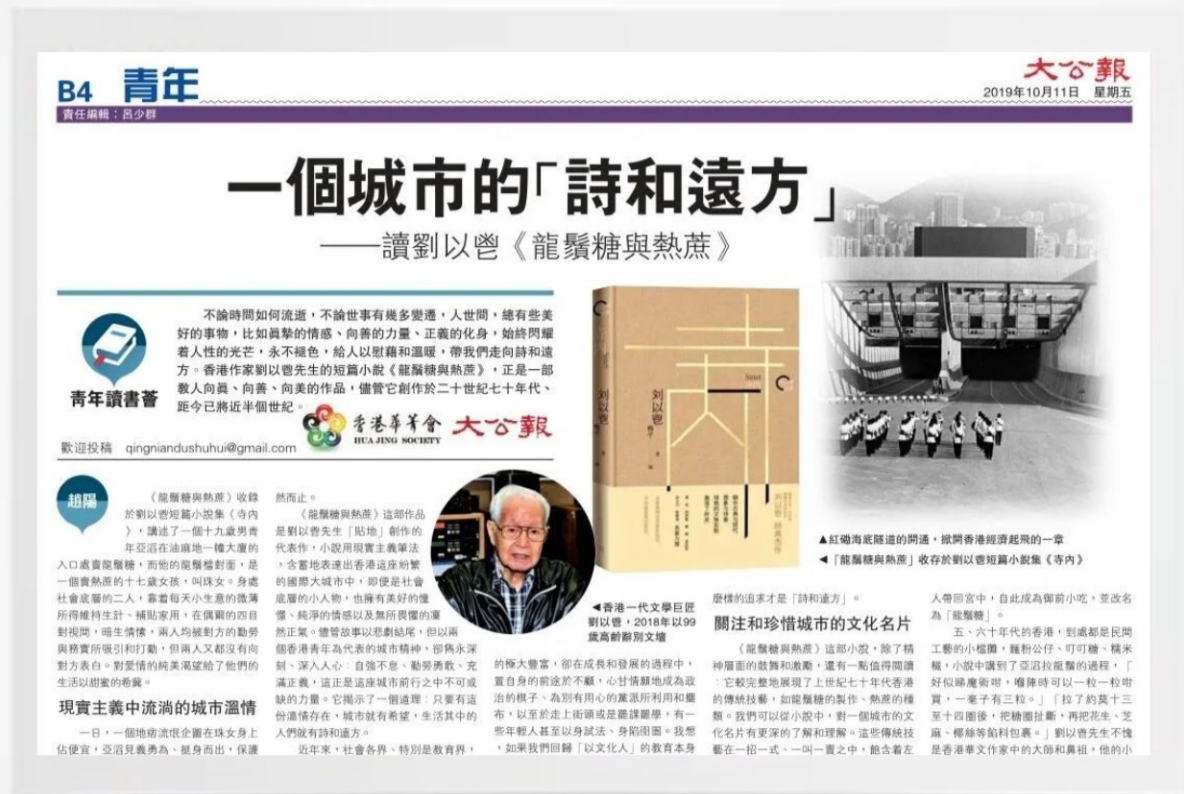 B4 青年
大公報
2019年10月11日 星期五
責任編輯：呂少群
一個城市的「詩和遠方」
——讀劉以鬯《龍鬚糖與熱蔗》
不論時間如何流逝，不論世事有幾多變遷，人世間，總有些美
好的事物，比如眞摯的情感、向善的力量、正義的化身，始終閃耀
着人性的光芒，永不褪色，給人以慰藉和溫暖，帶我們走向詩和遠
方。香港作家劉以鬯先生的短篇小說《龍鬚糖與熱蔗》，正是一部
教人向眞、向善、向美的作品，儘管它創作於二十世紀七十年代、
距今已將近半個世紀。
青年讀書薈
香港華菁會
HUA JING SOCIETY
大公報
歡迎投稿 qingniandushuhui@gmail.com
趙陽
《龍鬚糖與熱蔗》收錄
於劉以鬯短篇小說集《寺內
》，講述了一個十九歲男青
年亞滔在油麻地一幢大廈的
入口處賣龍鬚糖，而他的龍鬚檔對面，是
一個賣熱蔗的十七歲女孩，叫珠女。身處
社會底層的二人，靠着每天小生意的微薄
所得維持生計、補貼家用，在偶爾的四目
對視間，暗生情愫，兩人均被對方的勤勞
與務實所吸引和打動，但兩人又都沒有向
對方表白。對愛情的純美渴望給了他們的
生活以甜蜜的希冀。
現實主義中流淌的城市溫情
一日，一個地痞流氓企圖在珠女身上
佔便宜，亞滔見義勇為、挺身而出，保護
然而止。
《龍鬚糖與熱蔗》這部作品
是劉以鬯先生「貼地」創作的
代表作，小說用現實主義筆法
，含蓄地表達出香港這座紛繁
的國際大城市中，即便是社會
底層的小人物，也擁有美好的憧
憬、純淨的情感以及無所畏懼的凜
然正氣。儘管故事以悲劇結尾，但以兩
個香港青年為代表的城市精神，卻雋永深
刻、深入人心：自強不息、勤勞勇敢、充
滿正義，這正是這座城市前行之中不可或
缺的力量。它揭示了一個道理：只要有這
份溫情存在，城市就有希望，生活其中的
人們就有詩和遠方。
近年來，社會各界、特別是教育界，
◀香港一代文學巨匠
劉以鬯，2018年以99
歲高齡辭別文壇
的極大豐富，卻在成長和發展的過程中，
置自身的前途於不顧，心甘情願地成為政
治的棋子、為別有用心的黨派所利用和擺
布，以至於走上街頭或是罷課罷學，有一
些年輕人甚至以身試法、身陷囹圄。我想
，如果我們回歸「以文化人」的教育本身
刘以鬯
▲紅磡海底隧道的開通，掀開香港經濟起飛的一章
◀「龍鬚糖與熱蔗」收存於劉以鬯短篇小說集《寺內》
麼樣的追求才是「詩和遠方」。
關注和珍惜城市的文化名片
《龍鬚糖與熱蔗》這部小說，除了精
神層面的鼓舞和激勵，還有一點值得閱讀
：它較完整地展現了上世紀七十年代香港
的傳統技藝，如龍鬚糖的製作、熱蔗的種
類。我們可以從小說中，對一個城市的文
化名片有更深的了解和理解。這些傳統技
藝在一招一式、一叫一賣之中，飽含着左
人帶回宮中，自此成為御前小吃，並改名
為「龍鬚糖」。
五、六十年代的香港，到處都是民間
工藝的小檔攤，麵粉公仔、叮叮糖、糯米
糍，小說中講到了亞滔拉龍鬚的過程，「
好似睇魔術咁，嗰陣時可以一粒一粒咁
買，一毫子有三粒。」「拉了約莫十三
至十四圈後，把糖圈扯斷，再把花生、芝
麻、椰絲等餡料包裹。」劉以鬯先生不愧
是香港華文作家中的大師和鼻祖，他的小